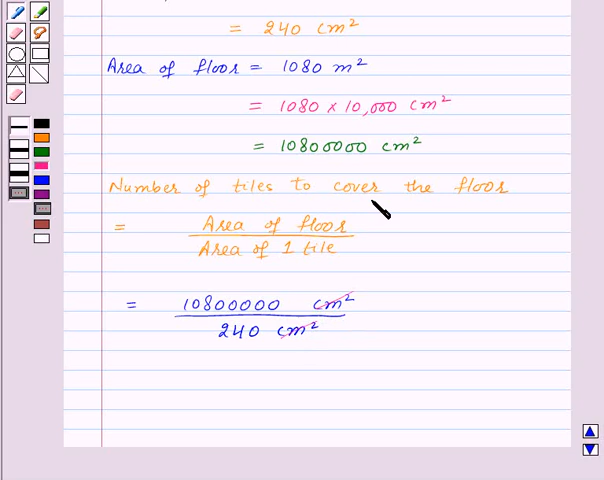 = 240 cm²
Area of floor = 1080 m²
= 1080 × 10,000 cm²
= 10800000 cm²
Number of tiles to cover the floor
= Area of floor
Area of 1 tile
= 10800000 cm²
240 cm²